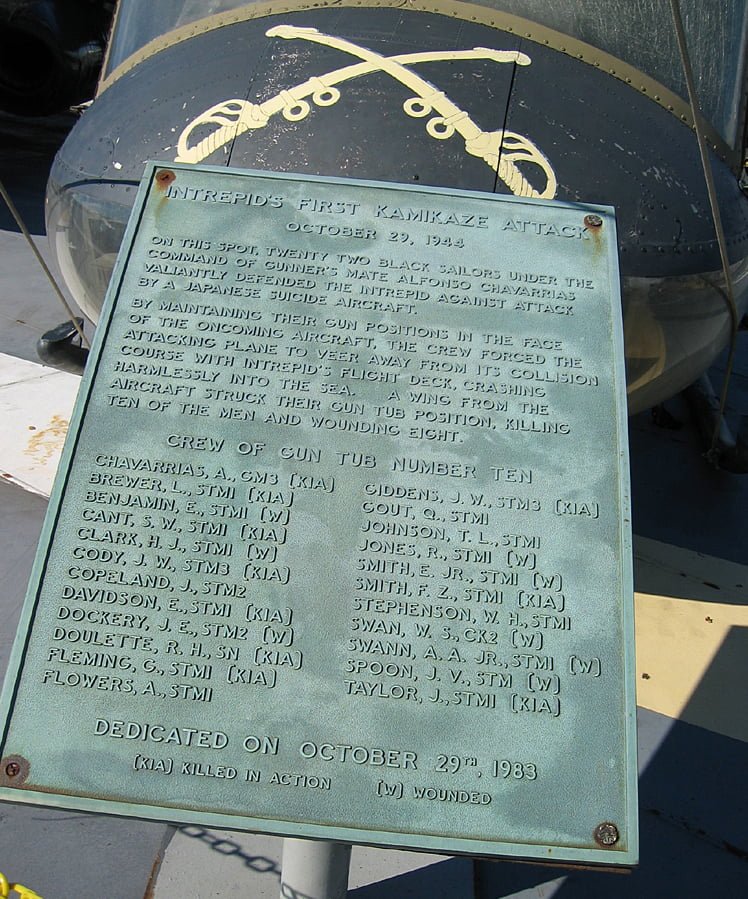 INTREPID'S FIRST KAMIKAZE ATTACK
OCTOBER 29, 1944
ON THIS SPOT, TWENTY TWO BLACK SAILORS UNDER THE
COMMAND OF GUNNER'S MATE ALFONSO CHAVARRIAS
VALIANTLY DEFENDED THE INTREPID AGAINST ATTACK
BY A JAPANESE SUICIDE AIRCRAFT.
BY MAINTAINING THEIR GUN POSITIONS IN THE FACE
OF THE ONCOMING AIRCRAFT, THE CREW FORCED THE
ATTACKING PLANE TO VEER AWAY FROM ITS COLLISION
COURSE WITH INTREPID'S FLIGHT DECK, CRASHING
HARMLESSLY INTO THE SEA. A WING FROM THE
AIRCRAFT STRUCK THEIR GUN TUB POSITION, KILLING
TEN OF THE MEN AND WOUNDING EIGHT.
CREW OF GUN TUB NUMBER TEN
CHAVARRIAS, A., GM3 (KIA)
BREWER, L., STM1 (KIA)
BENJAMIN, E., STM1 (W)
CANT, S. W., STM1 (KIA)
CLARK, H. J., STM1 (W)
CODY, J. W., STM3 (KIA)
COPELAND, J., STM2
DAVIDSON, E., STM1 (KIA)
DOCKERY, J. E., STM2 (W)
DOULETTE, R. H., SN (KIA)
FLEMING, G., STM1 (KIA)
FLOWERS, A., STM1
GIDDENS, J. W., STM3 (KIA)
GOUT, Q., STM1
JOHNSON, T. L., STM1
JONES, R., STM1 (W)
SMITH, E. JR., STM1 (W)
SMITH, F. Z., STM1 (KIA)
STEPHENSON, W. H., STM1
SWAN, W. S., CK2 (W)
SWANN, A. A. JR., STM1 (W)
SPOON, J. V., STM (W)
TAYLOR, J., STM1 (KIA)
DEDICATED ON OCTOBER 29TH, 1983
(KIA) KILLED IN ACTION (W) WOUNDED